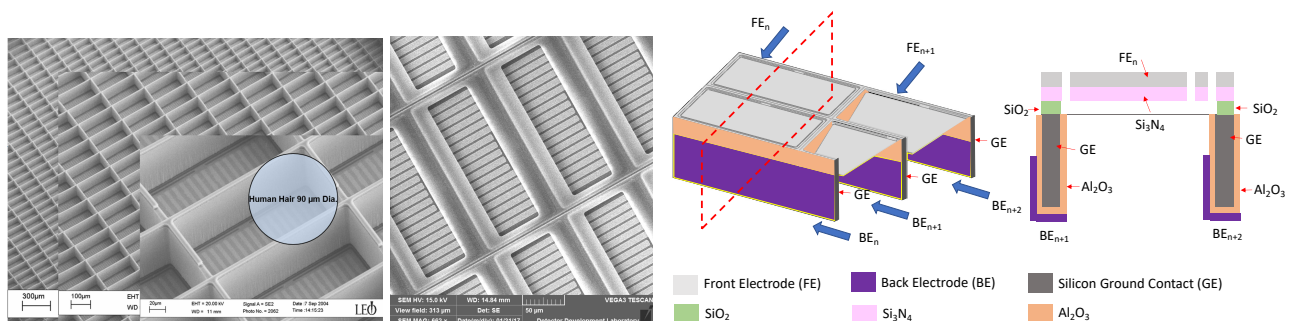 Human Hair 90 µm Dia.
300µm
EHT
WD
100µm
EHT
WD
20µm
EHT = 20.00 kV
Signal A = SE2
Date :7 Sep 2004
WD = 11 mm
Photo No. = 2062
Time :14:15:23
LEO
SEM HV: 15.0 kV
WD: 14.84 mm
VEGA3 TESCAN
View field: 313 µm
Det: SE
50 µm
FEₙ
FEₙ₊₁
GE
GE
GE
BEₙ
BEₙ₊₁
BEₙ₊₂
FEₙ
SiO₂
SiO₂
Si₃N₄
GE
GE
Al₂O₃
Al₂O₃
BEₙ₊₁
BEₙ₊₂
Front Electrode (FE)
Back Electrode (BE)
Silicon Ground Contact (GE)
SiO₂
Si₃N₄
Al₂O₃